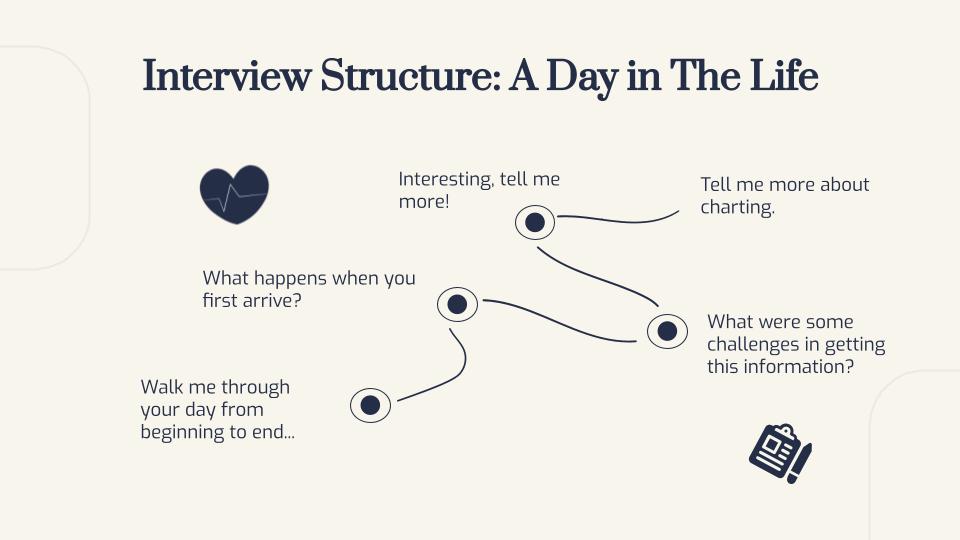 Interview Structure: A Day in The Life
Interesting, tell me
more!
Tell me more about
charting.
What happens when you
first arrive?
What were some
challenges in getting
this information?
Walk me through
your day from
beginning to end...